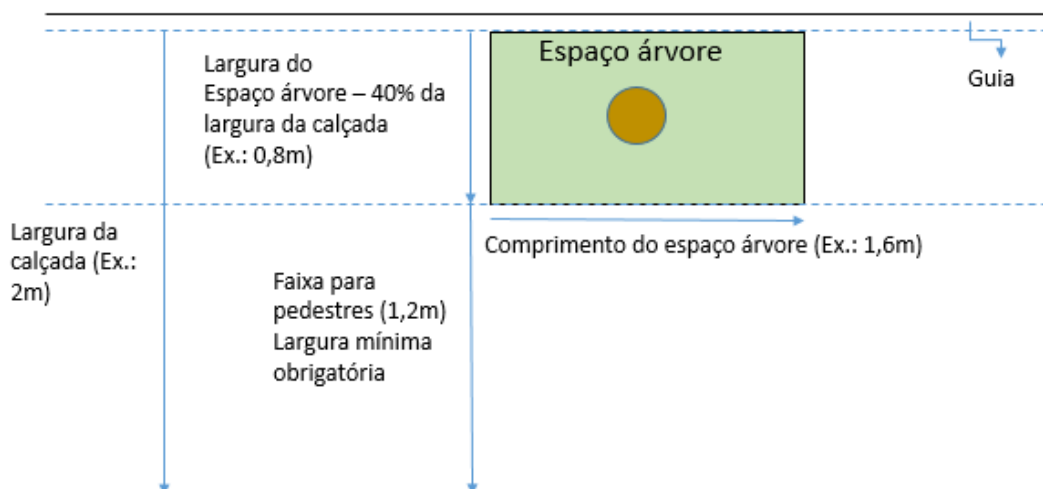 Espaço árvore
Largura do
Espaço árvore – 40% da
largura da calçada
(Ex.: 0,8m)
Guia
Largura da
calçada (Ex.:
2m)
Comprimento do espaço árvore (Ex.: 1,6m)
Faixa para
pedestres (1,2m)
Largura mínima
obrigatória